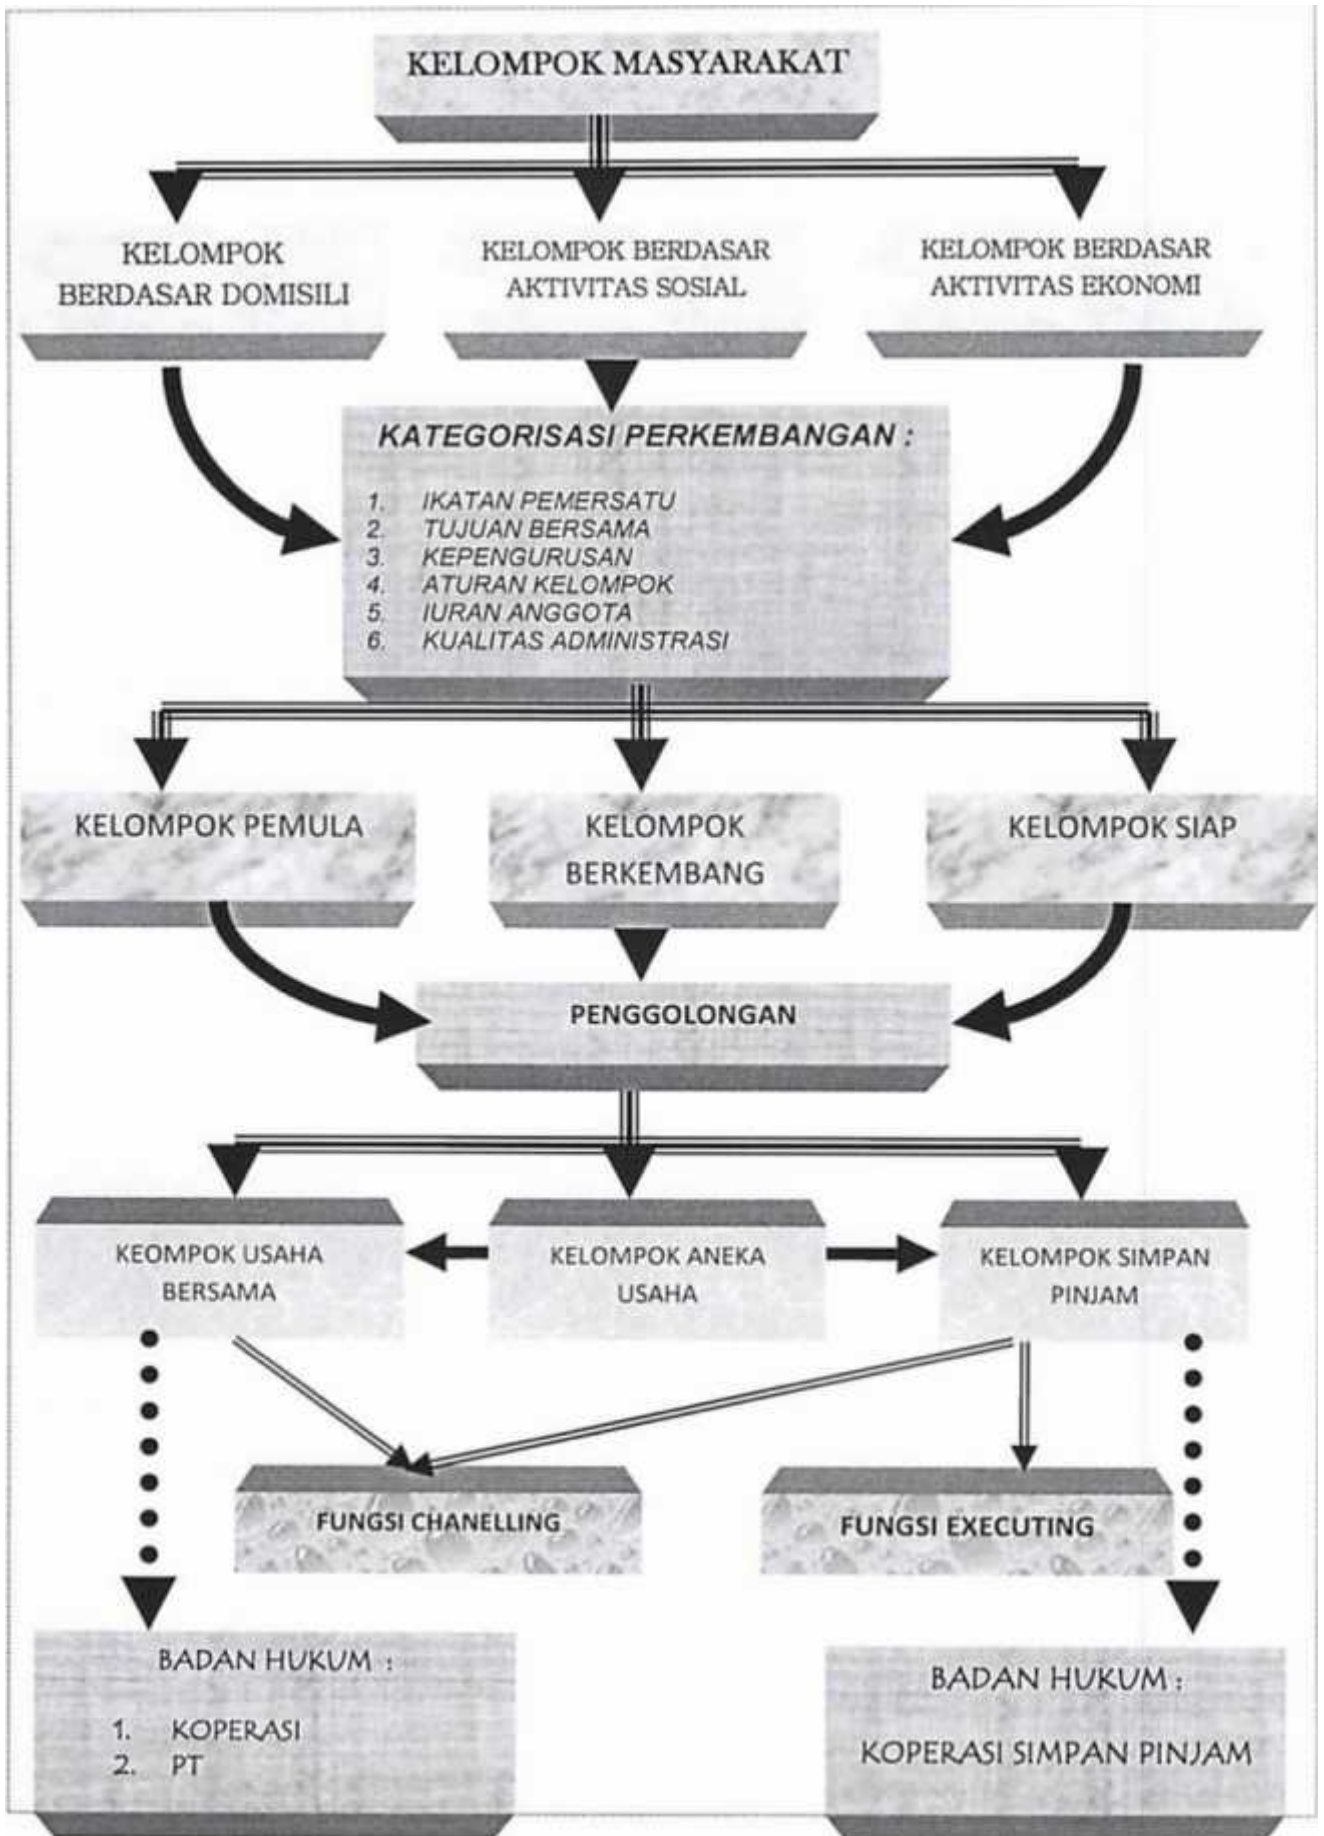 KELOMPOK MASYARAKAT
KELOMPOK
BERDASAR DOMISILI
KELOMPOK BERDASAR
AKTIVITAS SOSIAL
KELOMPOK BERDASAR
AKTIVITAS EKONOMI
KATEGORISASI PERKEMBANGAN :
1. IKATAN PEMERSATU
2. TUJUAN BERSAMA
3. KEPENGURUSAN
4. ATURAN KELOMPOK
5. IURAN ANGGOTA
6. KUALITAS ADMINISTRASI
KELOMPOK PEMULA
KELOMPOK
BERKEMBANG
KELOMPOK SIAP
PENGGOLONGAN
KEOMPOK USAHA
BERSAMA
KELOMPOK ANEKA
USAHA
KELOMPOK SIMPAN
PINJAM
FUNGSI CHANELLING
FUNGSI EXECUTING
BADAN HUKUM :
1. KOPERASI
2. PT
BADAN HUKUM :
KOPERASI SIMPAN PINJAM